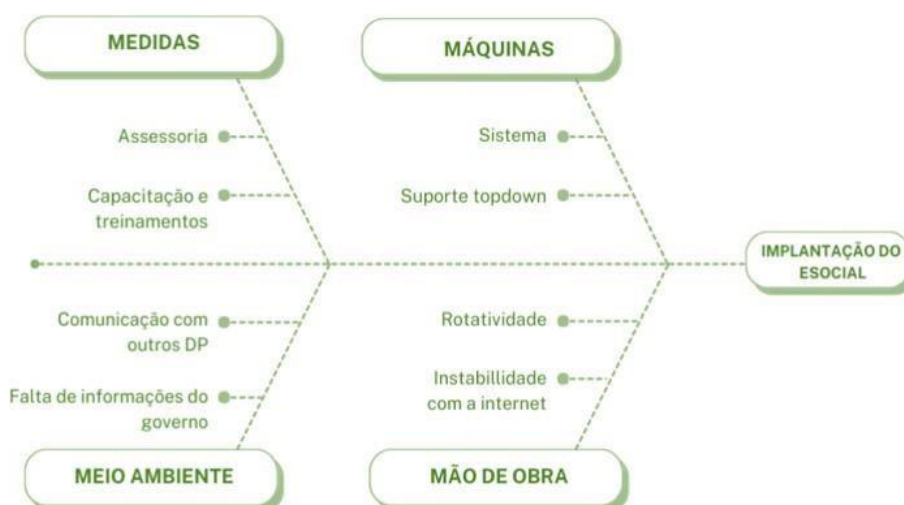 MEDIDAS
MÁQUINAS
Assessoria
Sistema
Capacitação e
treinamentos
Suporte topdown
IMPLANTAÇÃO DO
ESOCIAL
Comunicação com
outros DP
Rotatividade
Instabillidade
com a internet
Falta de informações do
governo
MEIO AMBIENTE
MÃO DE OBRA